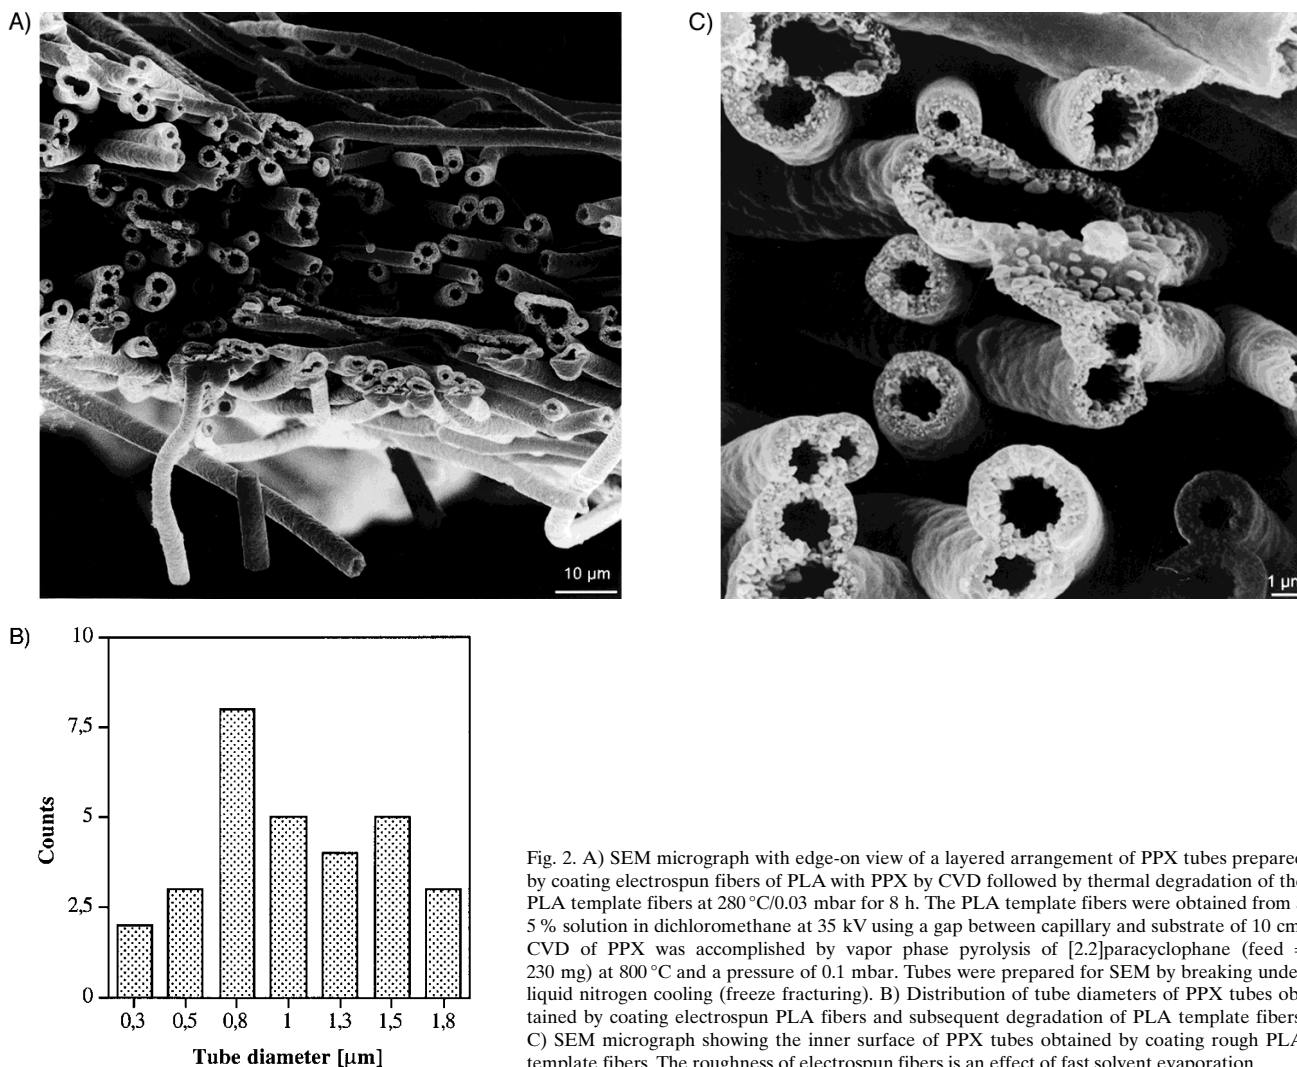 A)
C)
10 µm
1 µm
B)
10
7,5
5
2,5
0
Counts
0,3 0,5 0,8 1 1,3 1,5 1,8
Tube diameter [µm]
Fig. 2. A) SEM micrograph with edge-on view of a layered arrangement of PPX tubes prepared
by coating electrospun fibers of PLA with PPX by CVD followed by thermal degradation of the
PLA template fibers at 280 °C/0.03 mbar for 8 h. The PLA template fibers were obtained from
5 % solution in dichloromethane at 35 kV using a gap between capillary and substrate of 10 cm
CVD of PPX was accomplished by vapor phase pyrolysis of [2.2]paracyclophane (feed =
230 mg) at 800 °C and a pressure of 0.1 mbar. Tubes were prepared for SEM by breaking unde
liquid nitrogen cooling (freeze fracturing). B) Distribution of tube diameters of PPX tubes ob
tained by coating electrospun PLA fibers and subsequent degradation of PLA template fibers
C) SEM micrograph showing the inner surface of PPX tubes obtained by coating rough PLA
template fibers. The roughness of electrospun fibers is an effect of fast solvent evaporation